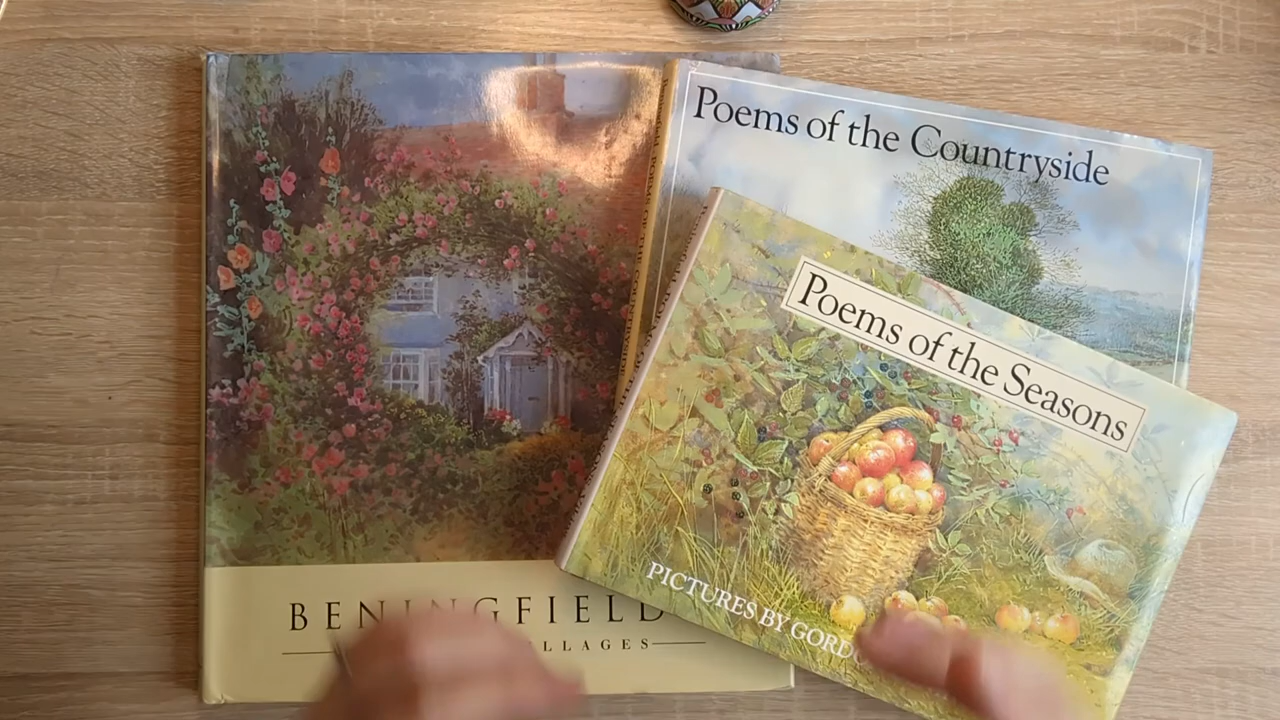 BENINGFIELD
LLAGES
Poems of the Countryside
Poems of the Seasons
PICTURES BY GORD